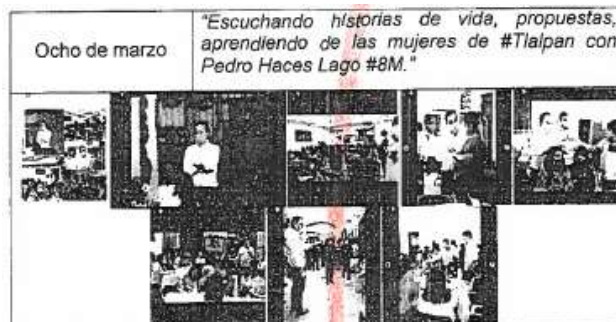 Ocho de marzo
"Escuchando historias de vida, propuestas,
aprendiendo de las mujeres de #Tlalpan con
Pedro Haces Lago #8M."